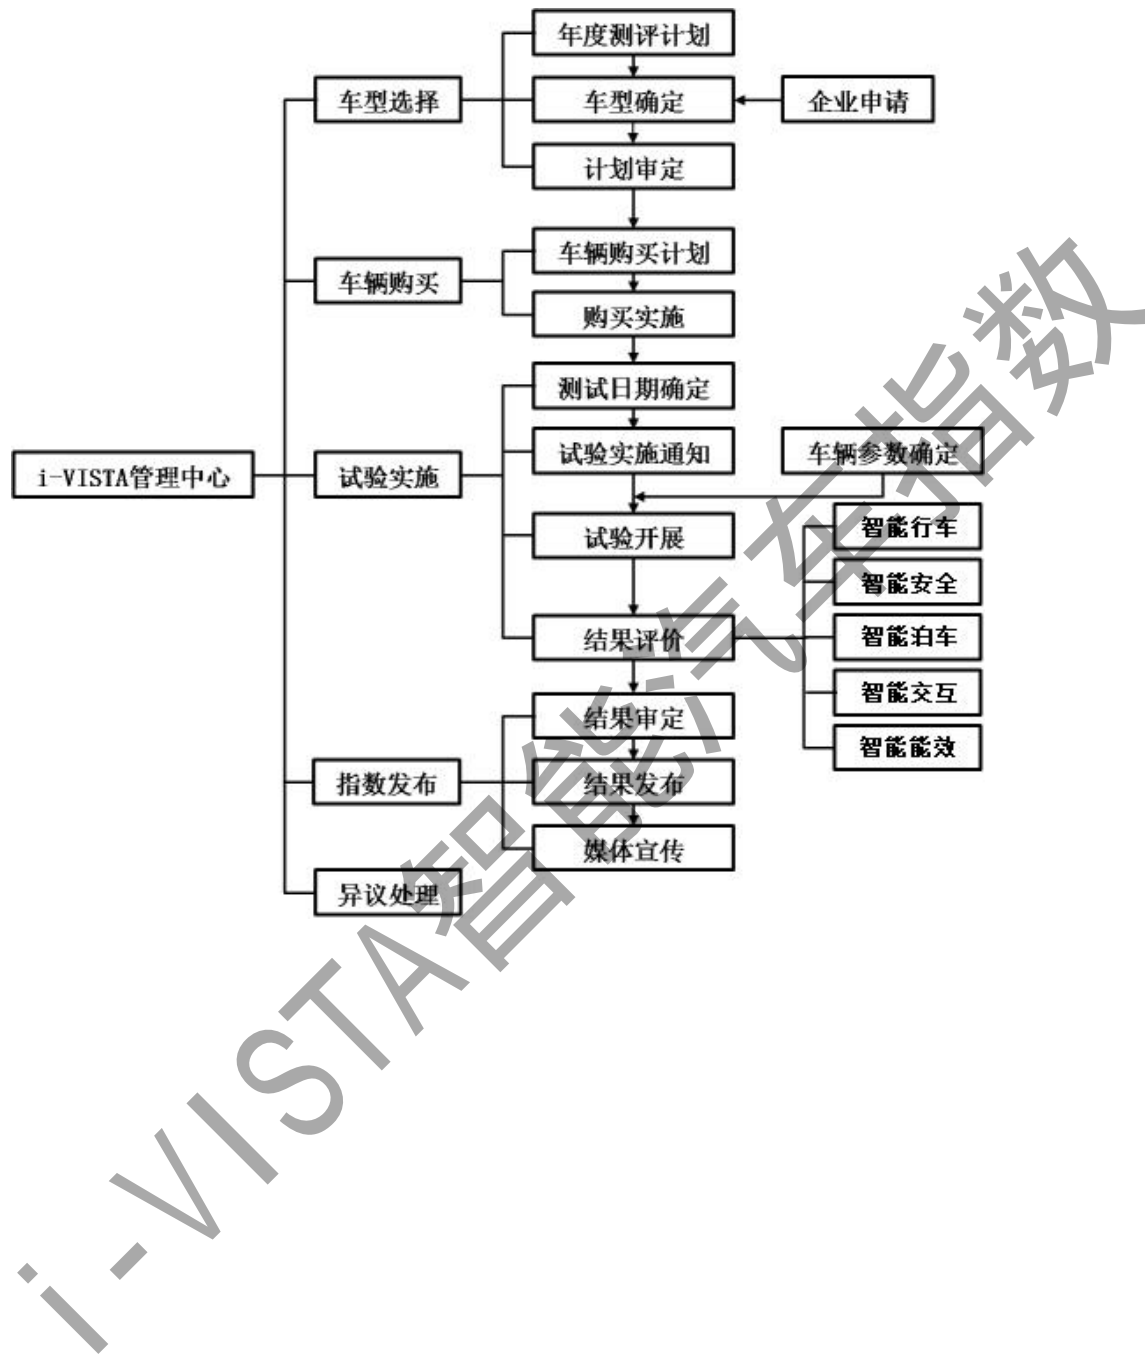 年度测评计划
车型选择
车型确定
企业申请
计划审定
车辆购买计划
车辆购买
购买实施
测试日期确定
试验实施通知
车辆参数确定
i-VISTA管理中心
试验实施
智能行车
试验开展
智能安全
结果评价
智能泊车
智能交互
结果审定
智能能效
指数发布
结果发布
媒体宣传
异议处理
i-VISTA智能汽车指数